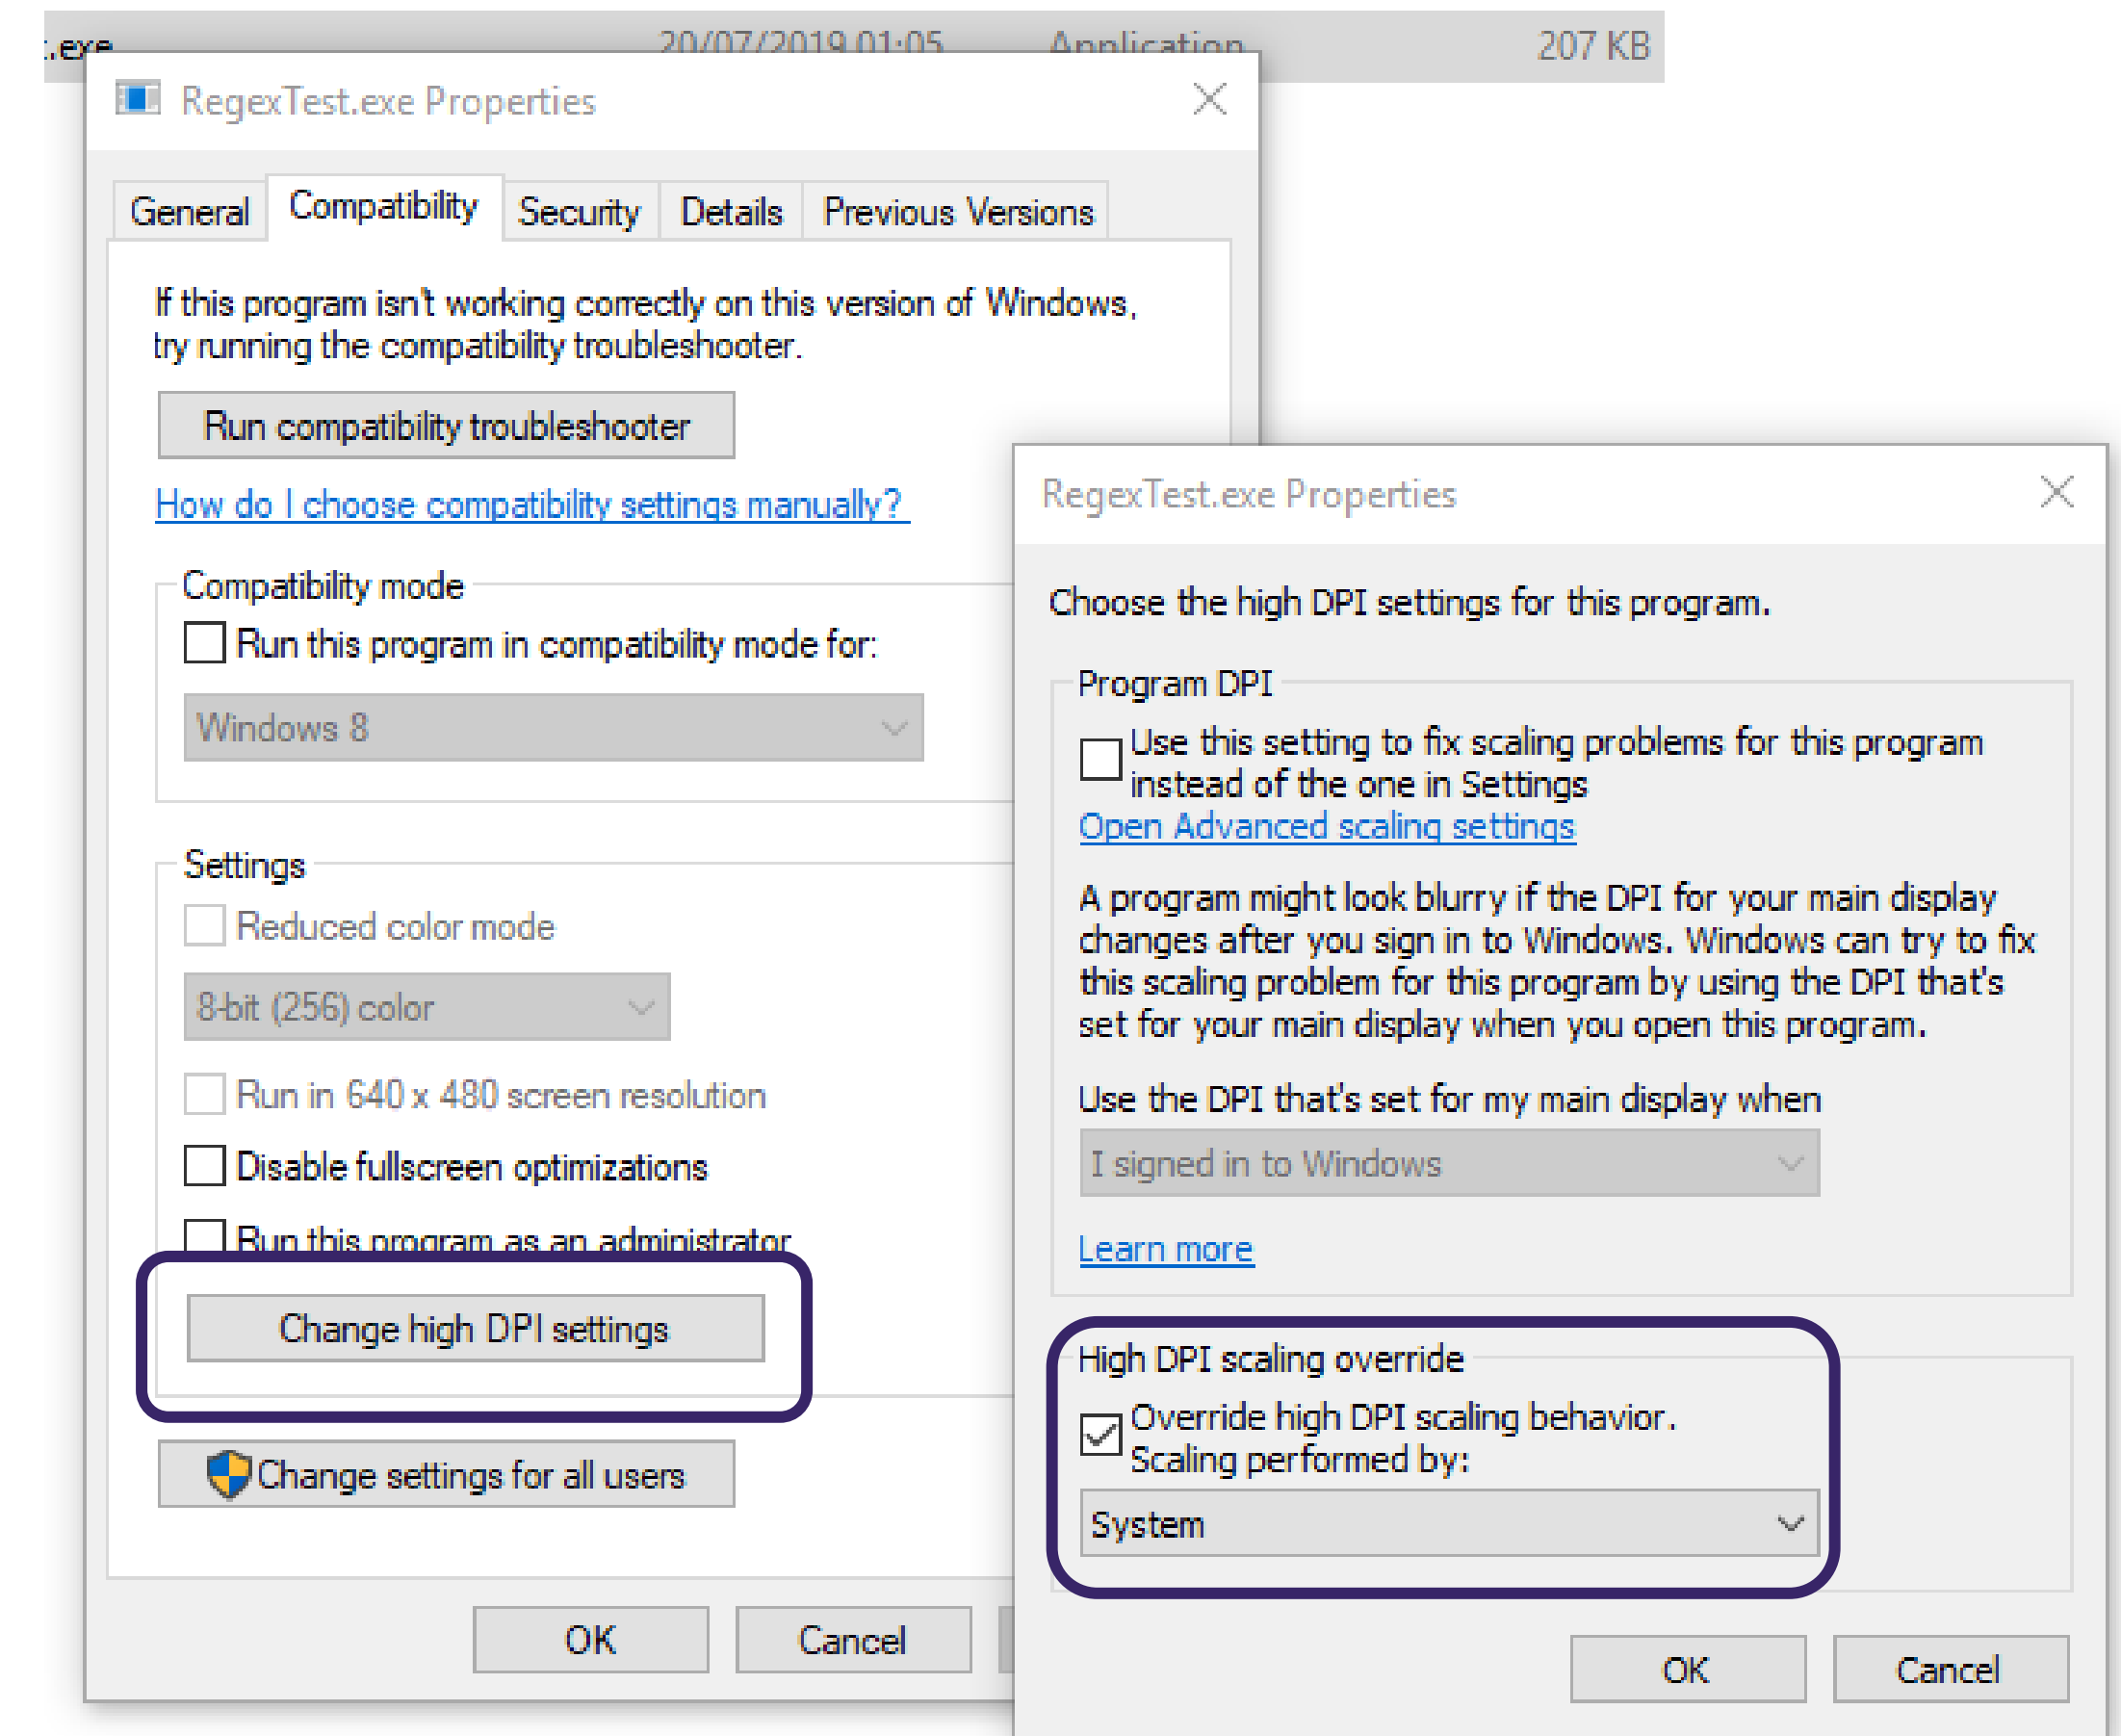 .exe 20/07/2019 01:05 Application 207 KB
RegexTest.exe Properties
General Compatibility Security Details Previous Versions
If this program isn't working correctly on this version of Windows,
try running the compatibility troubleshooter.
Run compatibility troubleshooter
How do I choose compatibility settings manually?
Compatibility mode
Run this program in compatibility mode for:
Windows 8
Settings
Reduced color mode
8-bit (256) color
Run in 640 x 480 screen resolution
Disable fullscreen optimizations
Run this program as an administrator
Change high DPI settings
Change settings for all users
OK Cancel
RegexTest.exe Properties
Choose the high DPI settings for this program.
Program DPI
Use this setting to fix scaling problems for this program
instead of the one in Settings
Open Advanced scaling settings
A program might look blurry if the DPI for your main display
changes after you sign in to Windows. Windows can try to fix
this scaling problem for this program by using the DPI that's
set for your main display when you open this program.
Use the DPI that's set for my main display when
I signed in to Windows
Learn more
High DPI scaling override
Override high DPI scaling behavior.
Scaling performed by:
System
OK Cancel